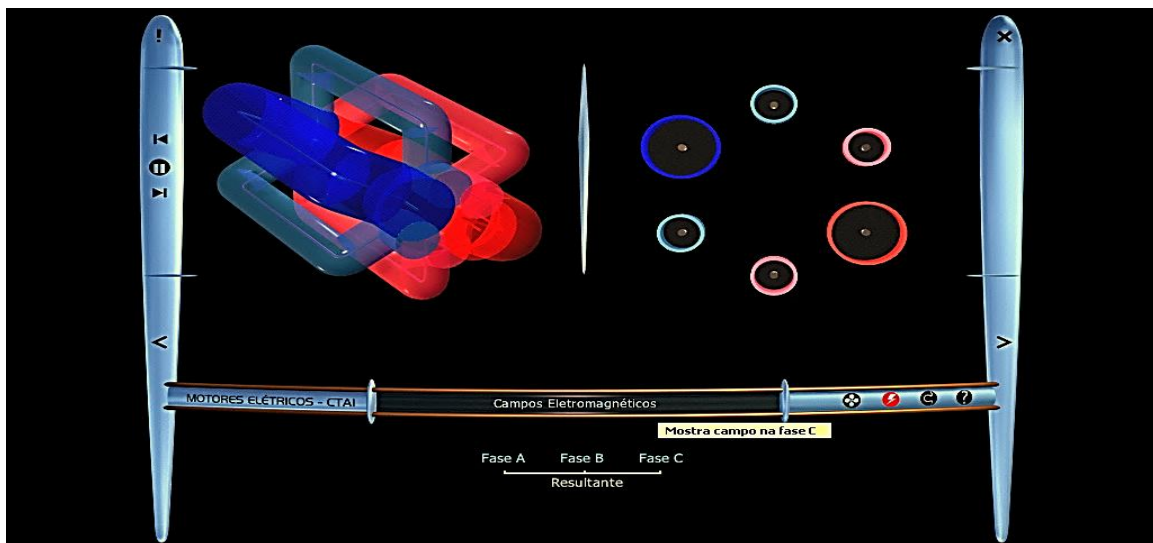 !
MOTORES ELÉTRICOS - CTAI
Campos Eletromagnéticos
?
Mostra campo na fase C
Fase A Fase B Fase C
Resultante